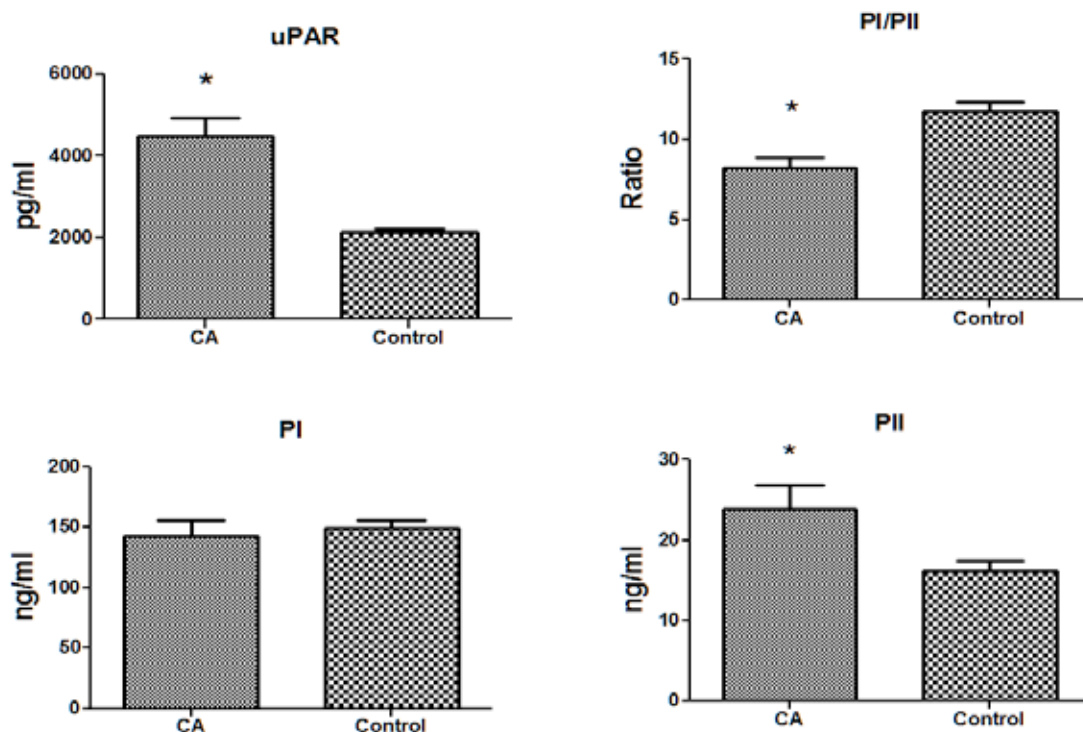 uPAR
*
6000
4000
2000
0
pg/ml
CA
Control
PI/PII
*
15
10
5
0
Ratio
CA
Control
PI
200
150
100
50
0
ng/ml
CA
Control
PII
*
30
20
10
0
ng/ml
CA
Control